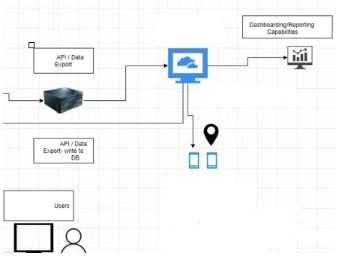 Dashboarding/Reporting
Capabilities
API / Data
Export
API / Data
Export- write to
DB
Users